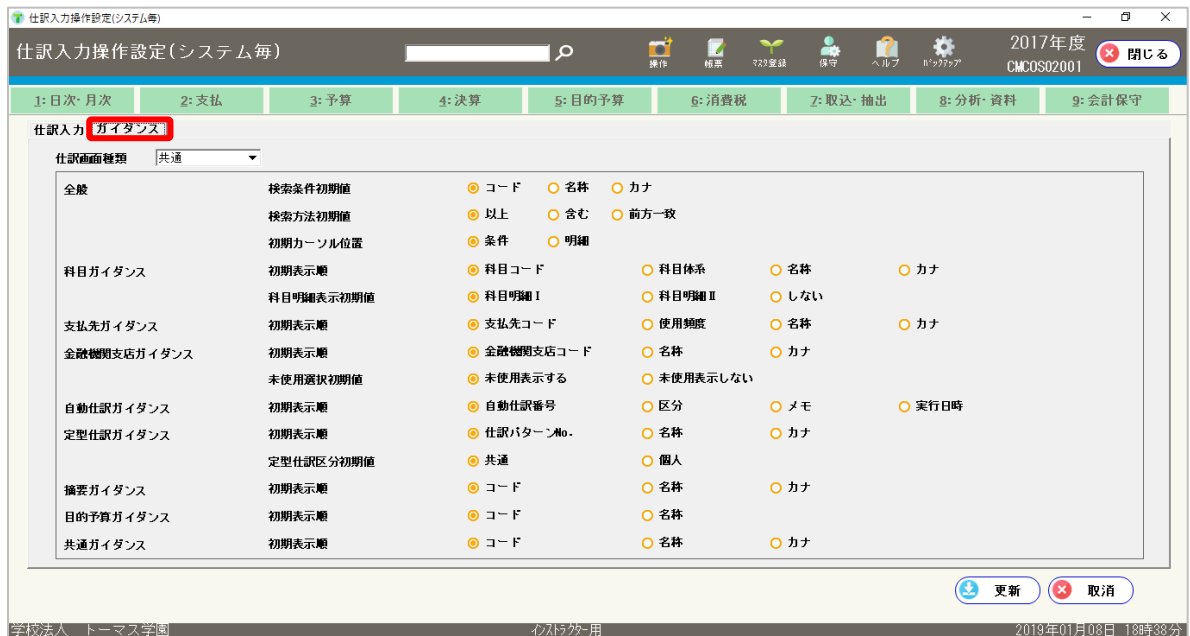 仕訳入力操作設定(システム毎)
仕訳入力操作設定(システム毎)
操作 帳票 マスタ登録 保守 ヘルプ バックアップ
2017年度
CMCOS02001
閉じる
1:日次・月次 2:支払 3:予算 4:決算 5:目的予算 6:消費税 7:取込・抽出 8:分析・資料 9:会計保守
仕訳入力 ガイダンス
仕訳画面種類 共通
全般 検索条件初期値 コード 名称 カナ
検索方法初期値 以上 含む 前方一致
初期カーソル位置 条件 明細
科目ガイダンス 初期表示順 科目コード 科目体系 名称 カナ
科目明細表示初期値 科目明細Ⅰ 科目明細Ⅱ しない
支払先ガイダンス 初期表示順 支払先コード 使用頻度 名称 カナ
金融機関支店ガイダンス 初期表示順 金融機関支店コード 名称 カナ
未使用選択初期値 未使用表示する 未使用表示しない
自動仕訳ガイダンス 初期表示順 自動仕訳番号 区分 メモ 実行日時
定型仕訳ガイダンス 初期表示順 仕訳パターンNo. 名称 カナ
定型仕訳区分初期値 共通 個人
摘要ガイダンス 初期表示順 コード 名称 カナ
目的予算ガイダンス 初期表示順 コード 名称
共通ガイダンス 初期表示順 コード 名称 カナ
更新 取消
学校法人 トーマス学園 インストラクター用 2019年01月08日 18時38分